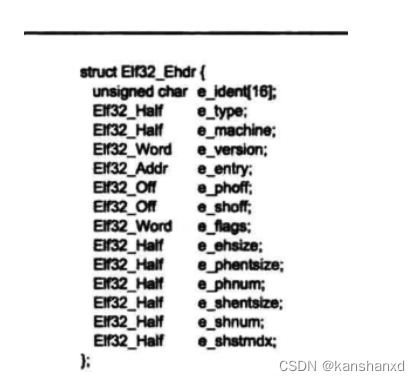 struct Elf32_Ehdr {
unsigned char e_ident[16];
Elf32_Half e_type;
Elf32_Half e_machine;
Elf32_Word e_version;
Elf32_Addr e_entry;
Elf32_Off e_phoff;
Elf32_Off e_shoff;
Elf32_Word e_flags;
Elf32_Half e_ehsize;
Elf32_Half e_phentsize;
Elf32_Half e_phnum;
Elf32_Half e_shentsize;
Elf32_Half e_shnum;
Elf32_Half e_shstrndx;
};
CSDN @kanshanxd